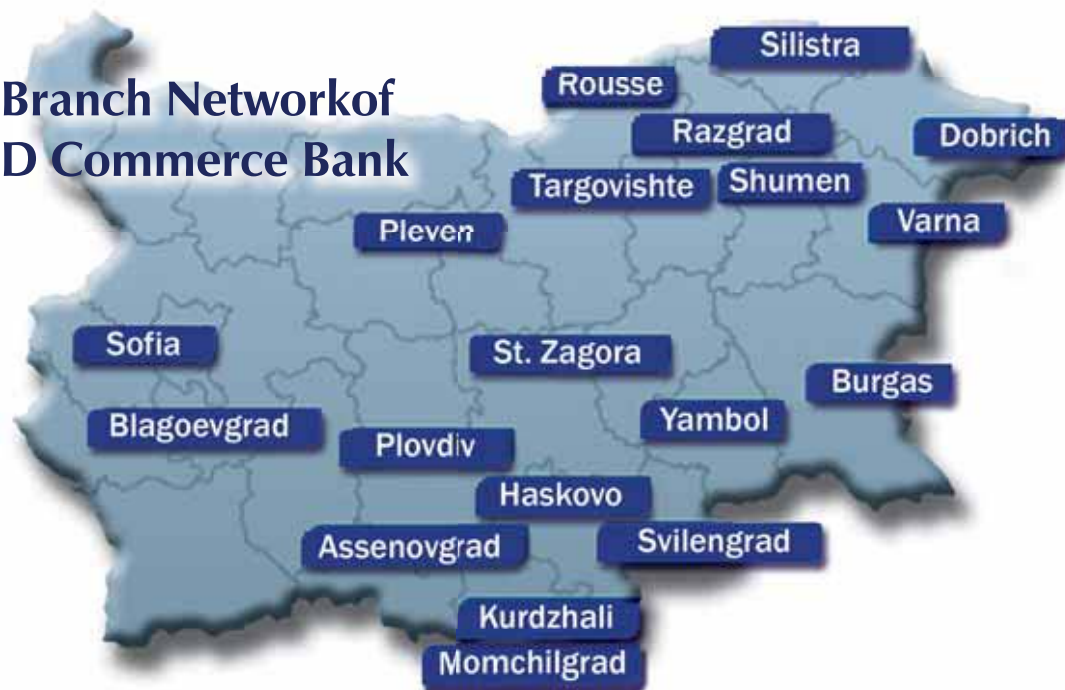 Branch Networkof
D Commerce Bank
Silistra
Rousse
Razgrad
Dobrich
Targovishte
Shumen
Varna
Pleven
Sofia
St. Zagora
Burgas
Blagoevgrad
Yambol
Plovdiv
Haskovo
Assenovgrad
Svilengrad
Kurdzhali
Momchilgrad